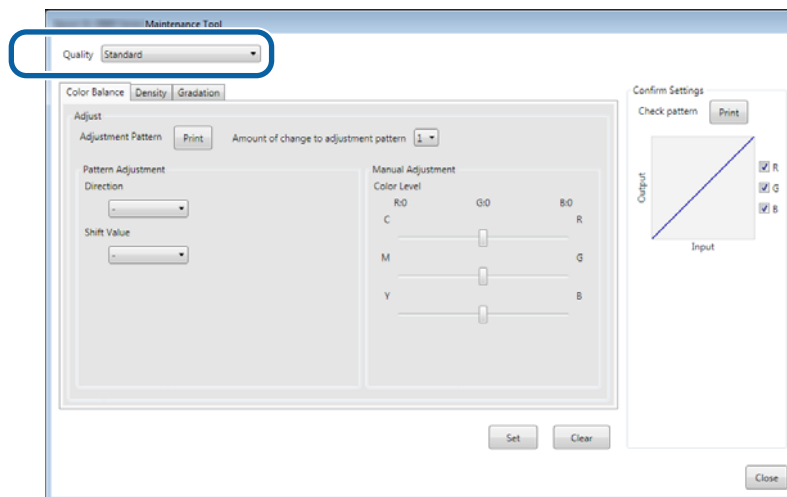 Maintenance Tool
Quality Standard
Color Balance Density Gradation
Adjust
Adjustment Pattern Print Amount of change to adjustment pattern 1
Pattern Adjustment
Direction
-
Shift Value
-
Manual Adjustment
Color Level
R:0 G:0 B:0
C R
M G
Y B
Set Clear
Confirm Settings
Check pattern Print
Output
R
G
B
Input
Close